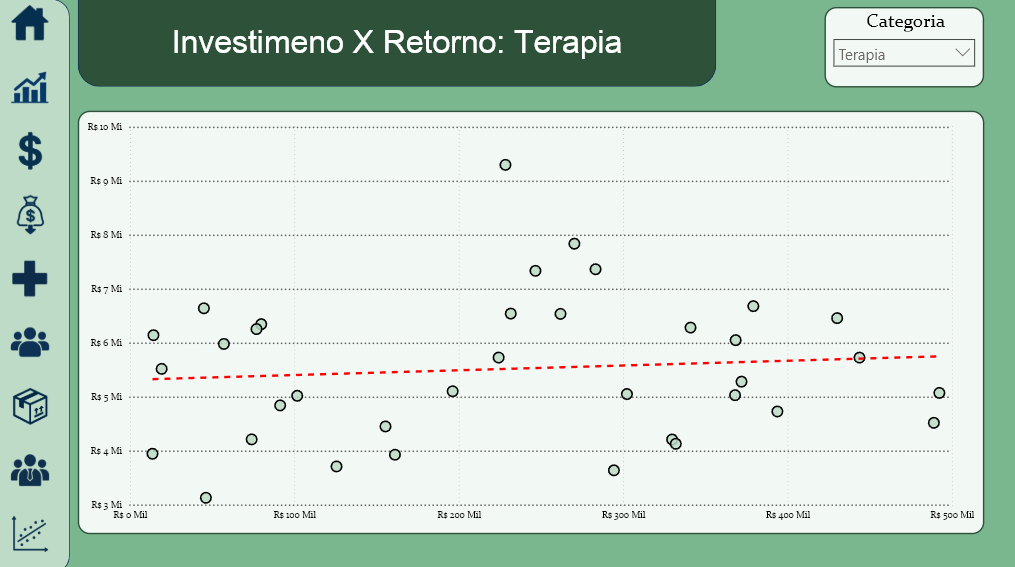 Investimeno X Retorno: Terapia
Categoria
Terapia
R$ 10 Mi
R$ 9 Mi
R$ 8 Mi
R$ 7 Mi
R$ 6 Mi
R$ 5 Mi
R$ 4 Mi
R$ 3 Mi
R$ 0 Mil R$ 100 Mil R$ 200 Mil R$ 300 Mil R$ 400 Mil R$ 500 Mil